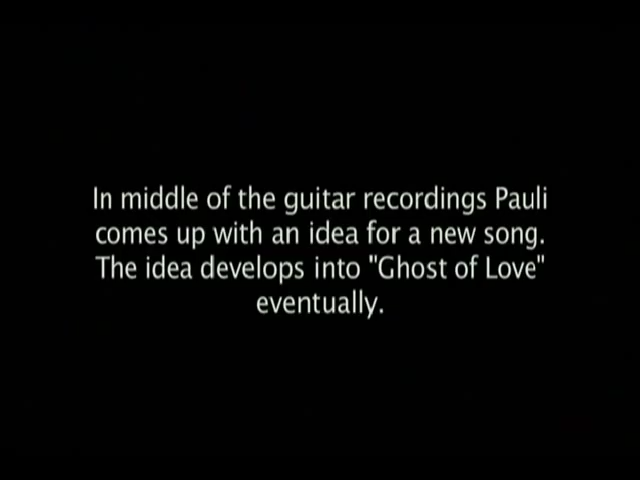 In middle of the guitar recordings Pauli
comes up with an idea for a new song.
The idea develops into "Ghost of Love"
eventually.